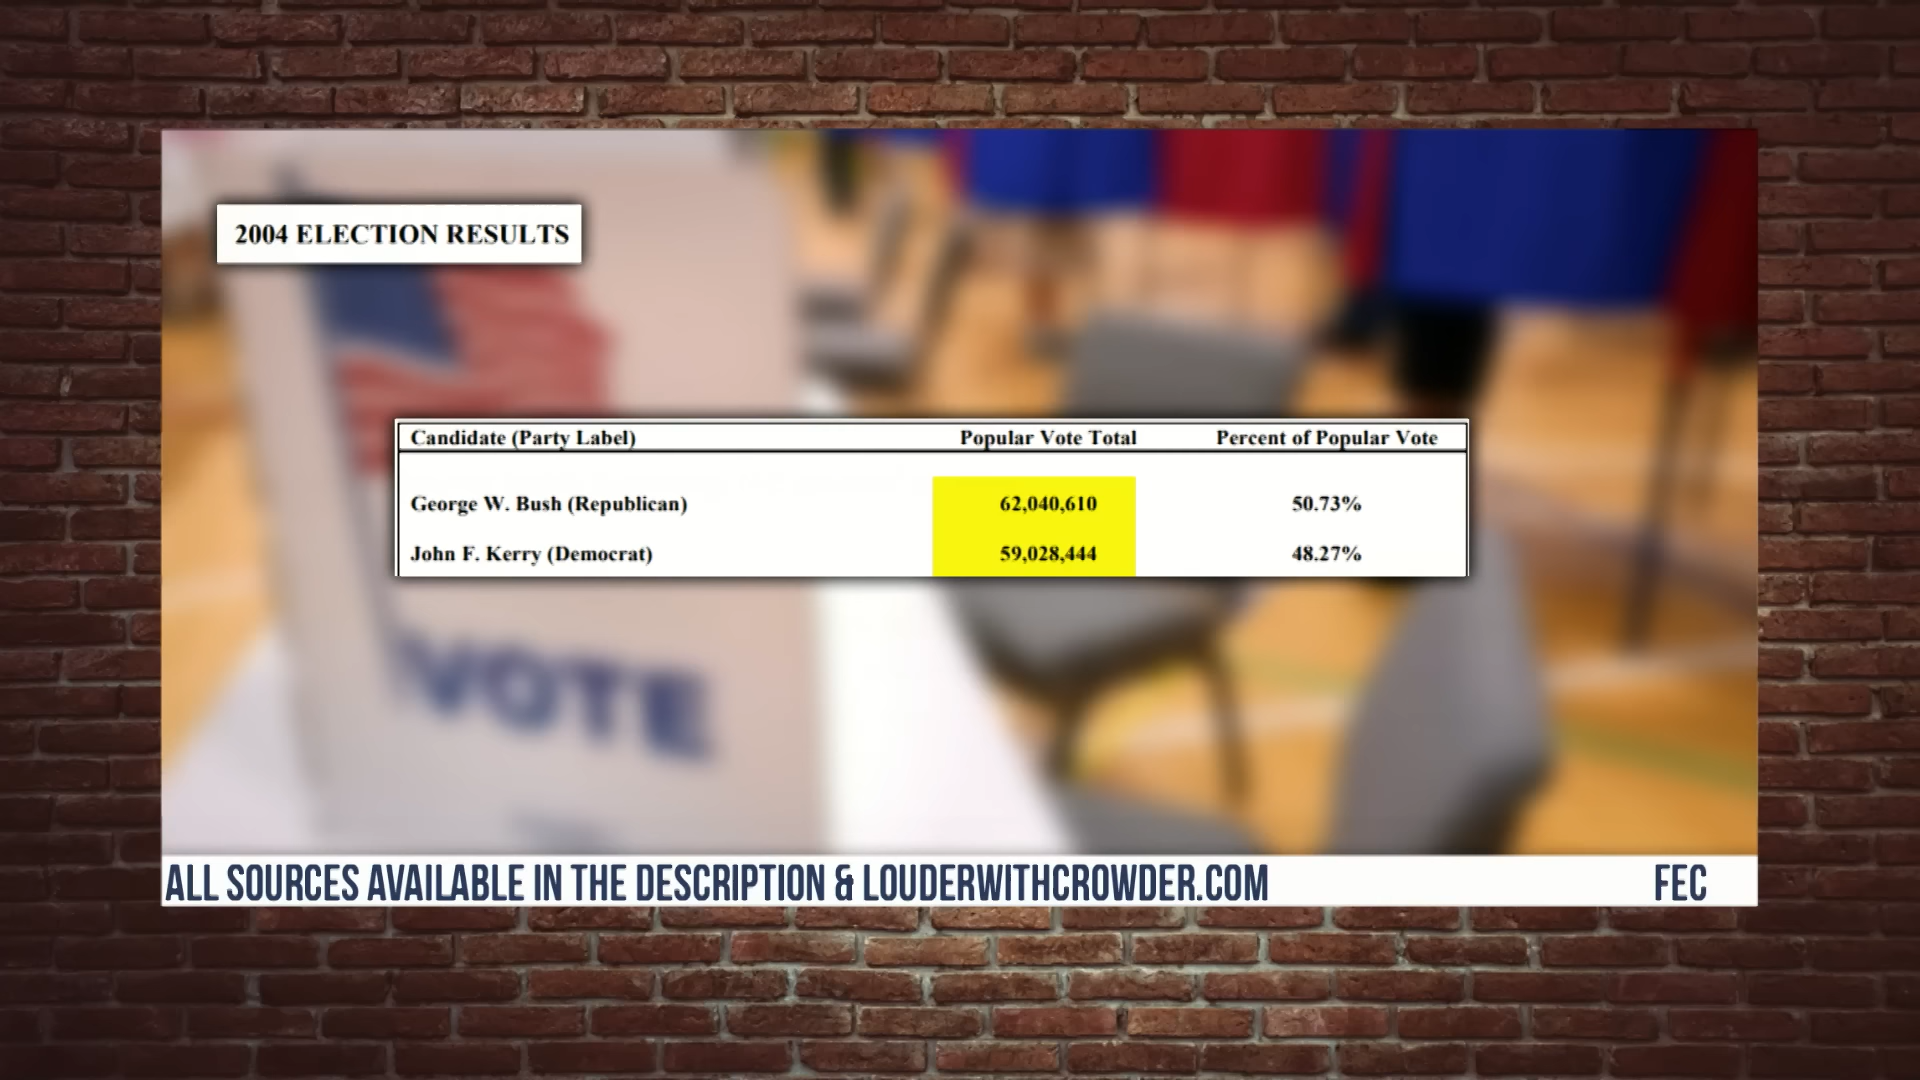 2004 ELECTION RESULTS
Candidate (Party Label) Popular Vote Total Percent of Popular Vote
George W. Bush (Republican) 62,040,610 50.73%
John F. Kerry (Democrat) 59,028,444 48.27%
VOTE
ALL SOURCES AVAILABLE IN THE DESCRIPTION & LOUDERWITHCROWDER.COM FEC